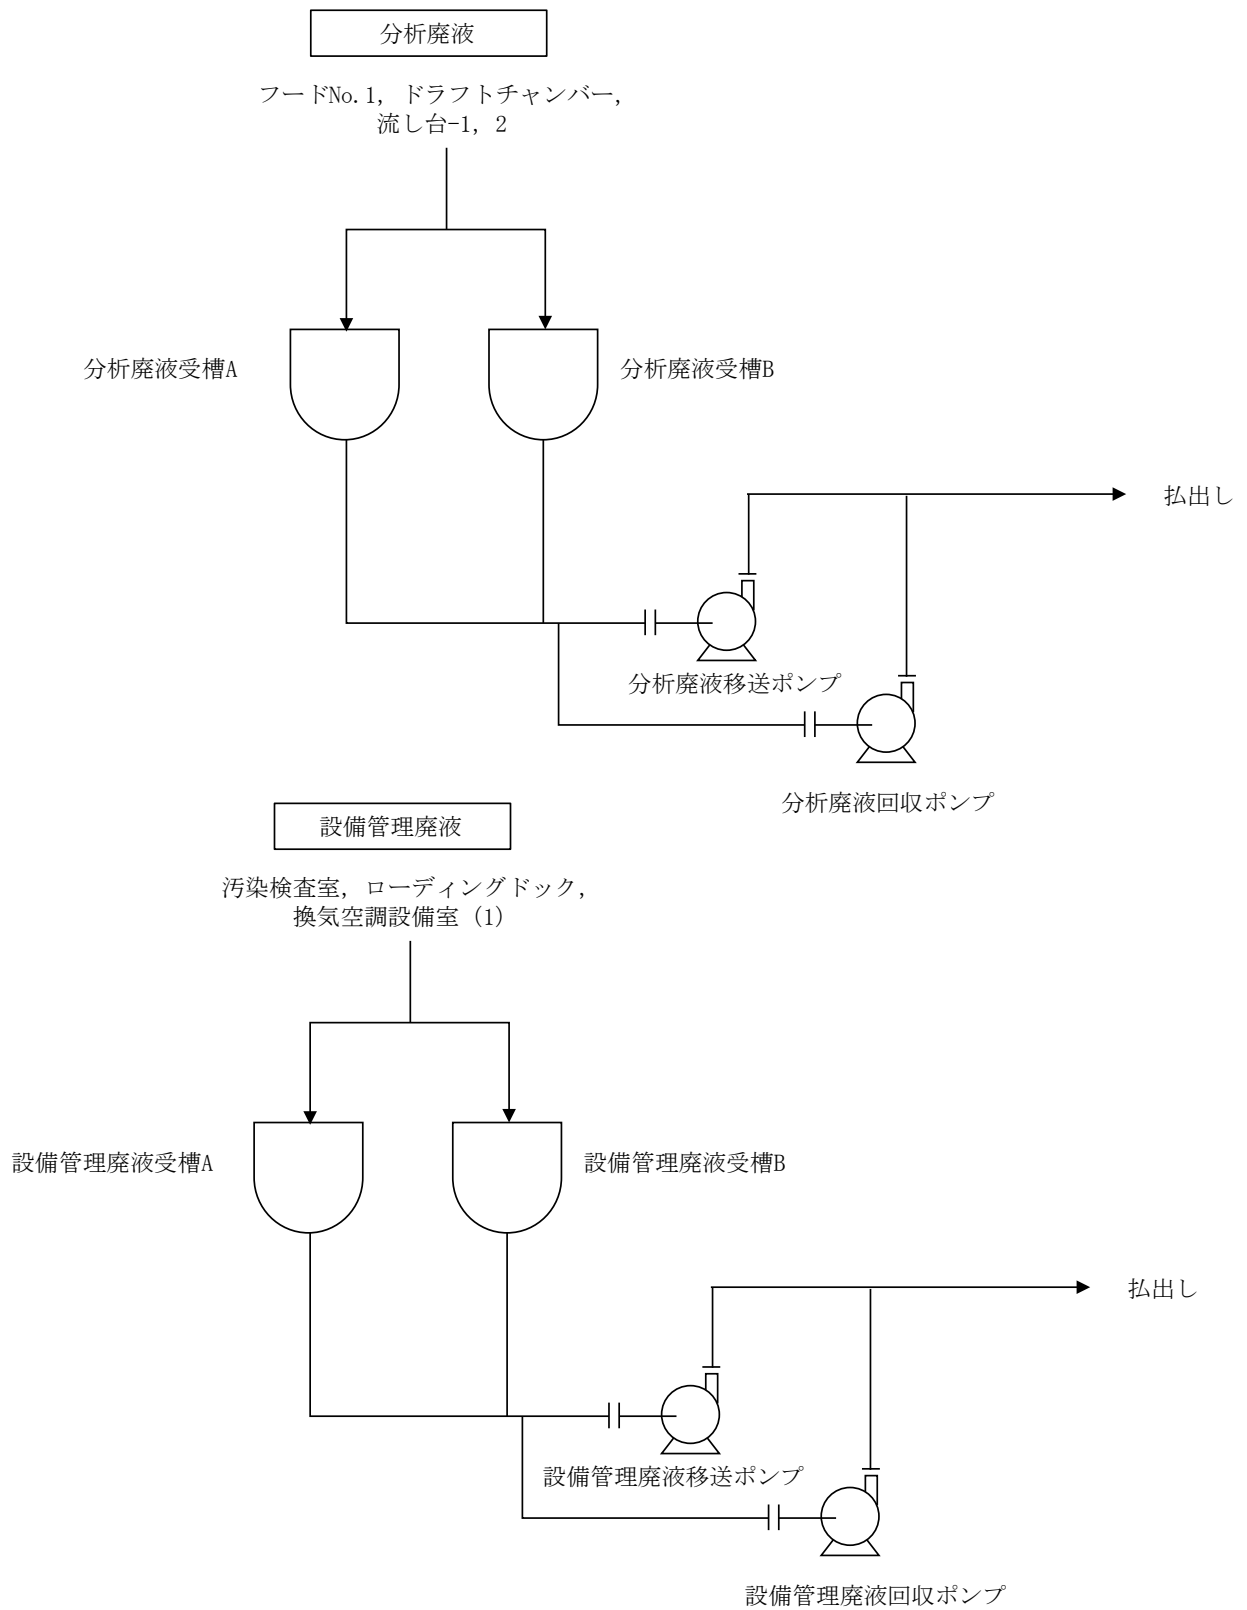 分析廃液
フードNo.1, ドラフトチャンバー,
流し台-1, 2
分析廃液受槽A
分析廃液受槽B
払出し
分析廃液移送ポンプ
分析廃液回収ポンプ
設備管理廃液
汚染検査室, ローディングドック,
換気空調設備室 (1)
設備管理廃液受槽A
設備管理廃液受槽B
払出し
設備管理廃液移送ポンプ
設備管理廃液回収ポンプ